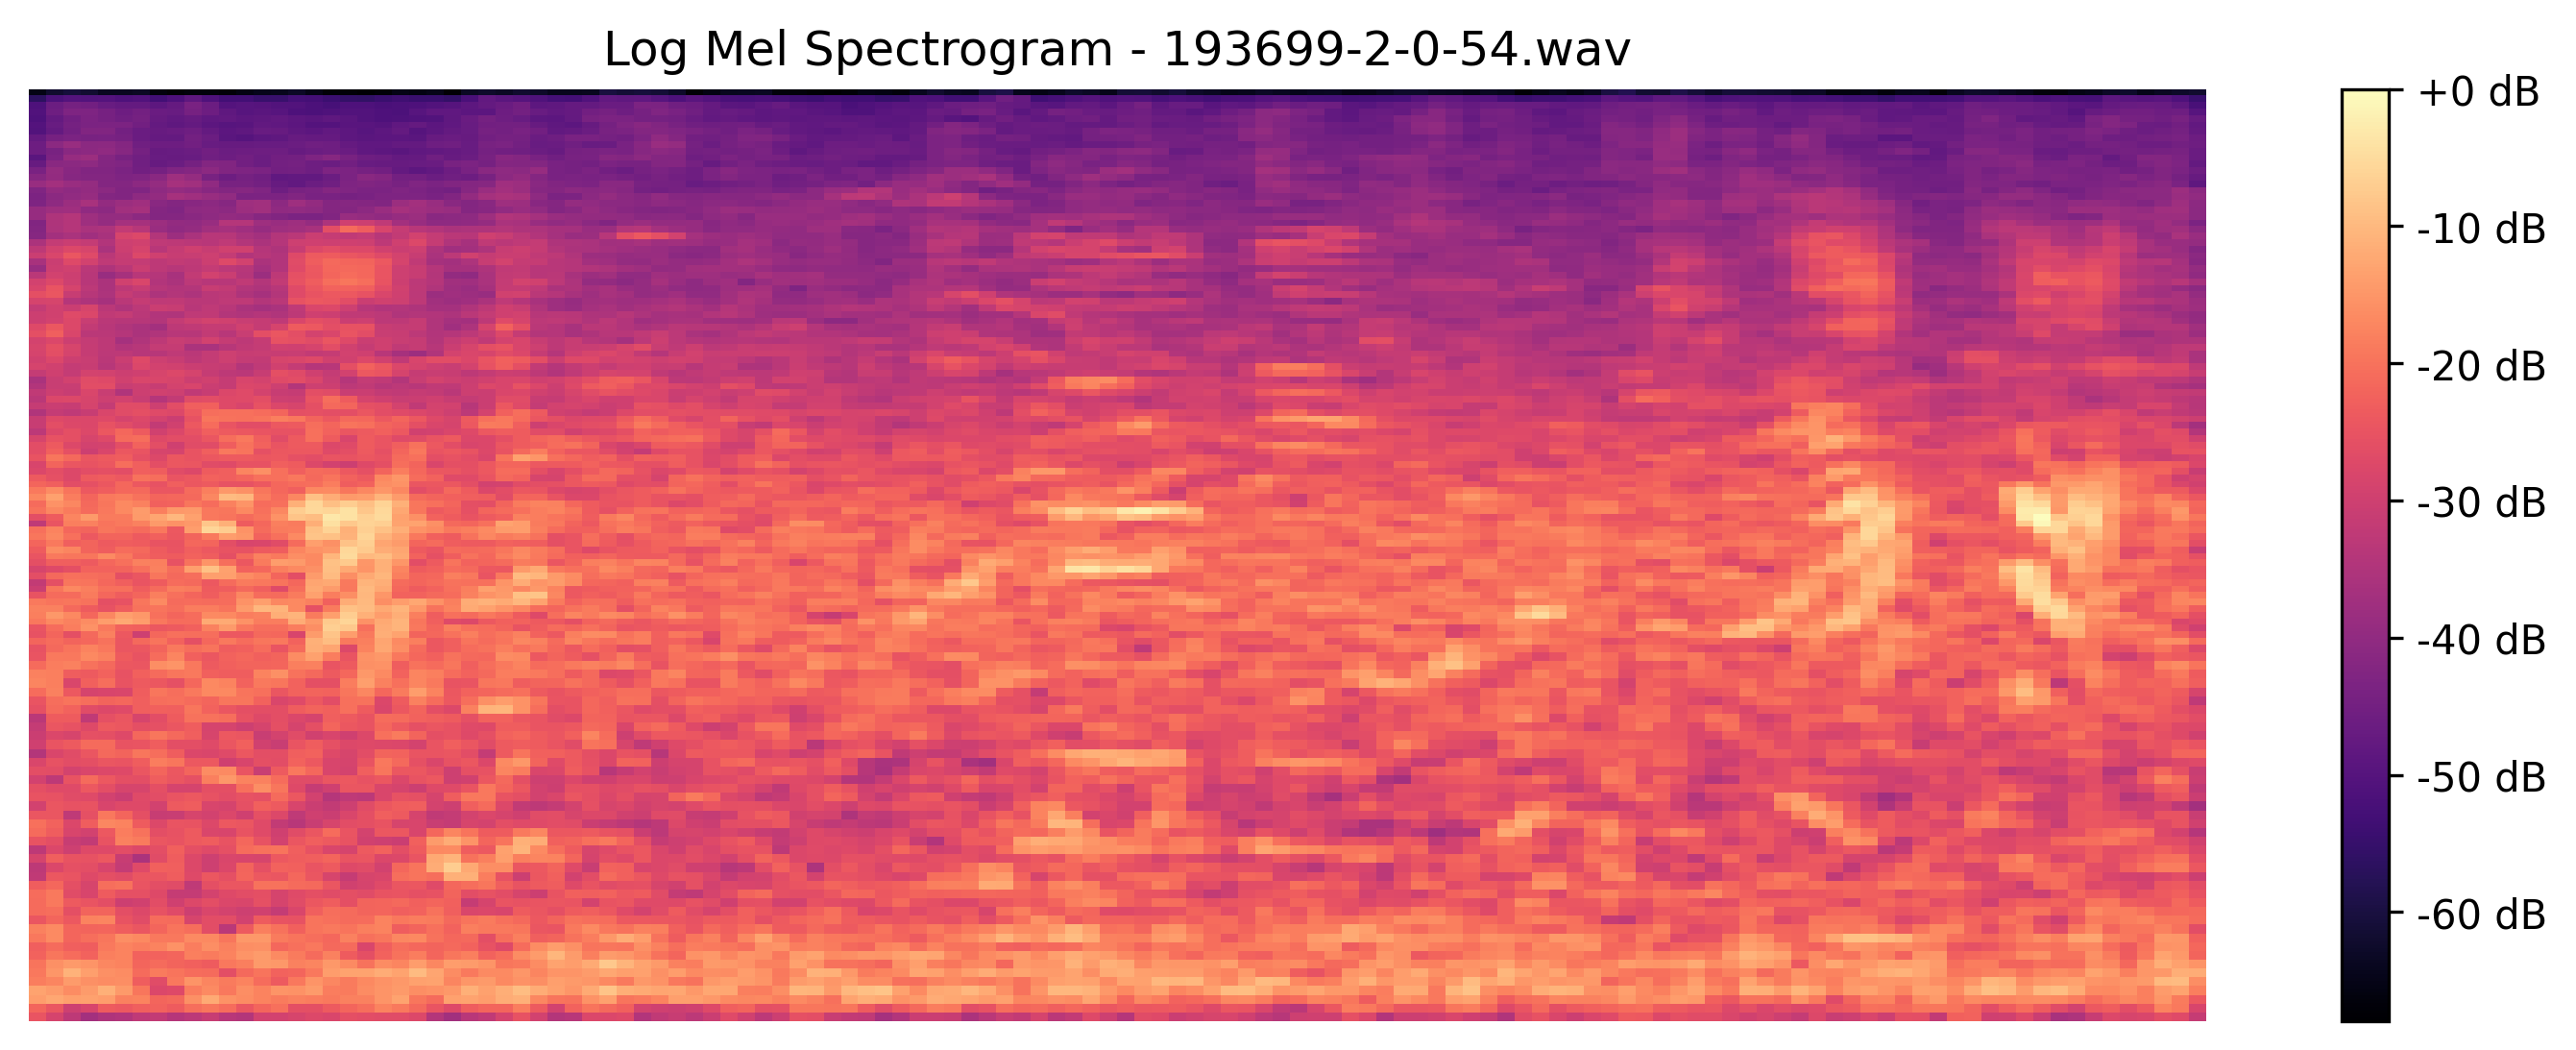 Log Mel Spectrogram - 193699-2-0-54.wav
+0 dB
-10 dB
-20 dB
-30 dB
-40 dB
-50 dB
-60 dB